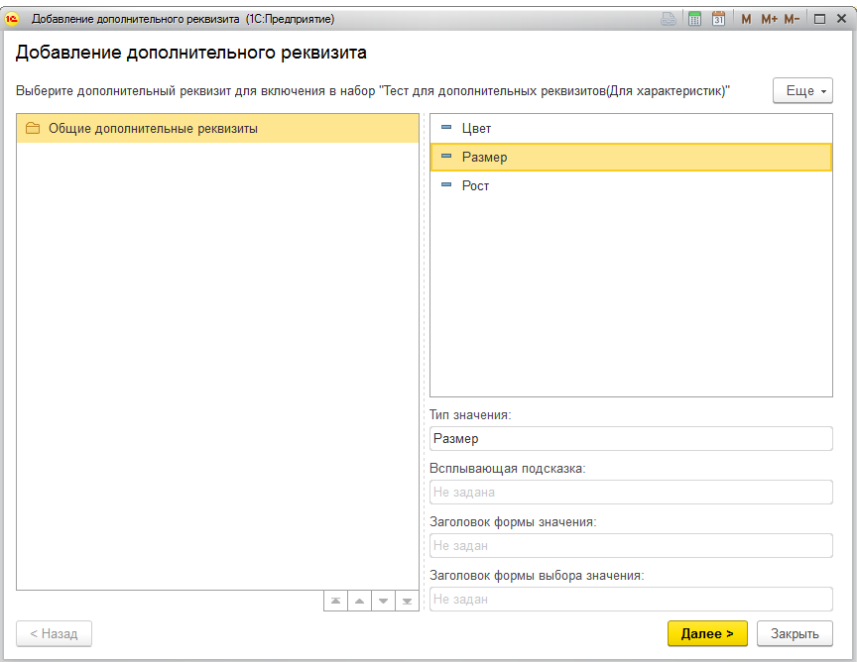 Добавление дополнительного реквизита (1С:Предприятие)
M M+ M-
Добавление дополнительного реквизита
Выберите дополнительный реквизит для включения в набор "Тест для дополнительных реквизитов(Для характеристик)"
Еще
Общие дополнительные реквизиты
Цвет
Размер
Рост
Тип значения:
Размер
Всплывающая подсказка:
Не задана
Заголовок формы значения:
Не задан
Заголовок формы выбора значения:
Не задан
< Назад
Далее >
Закрыть